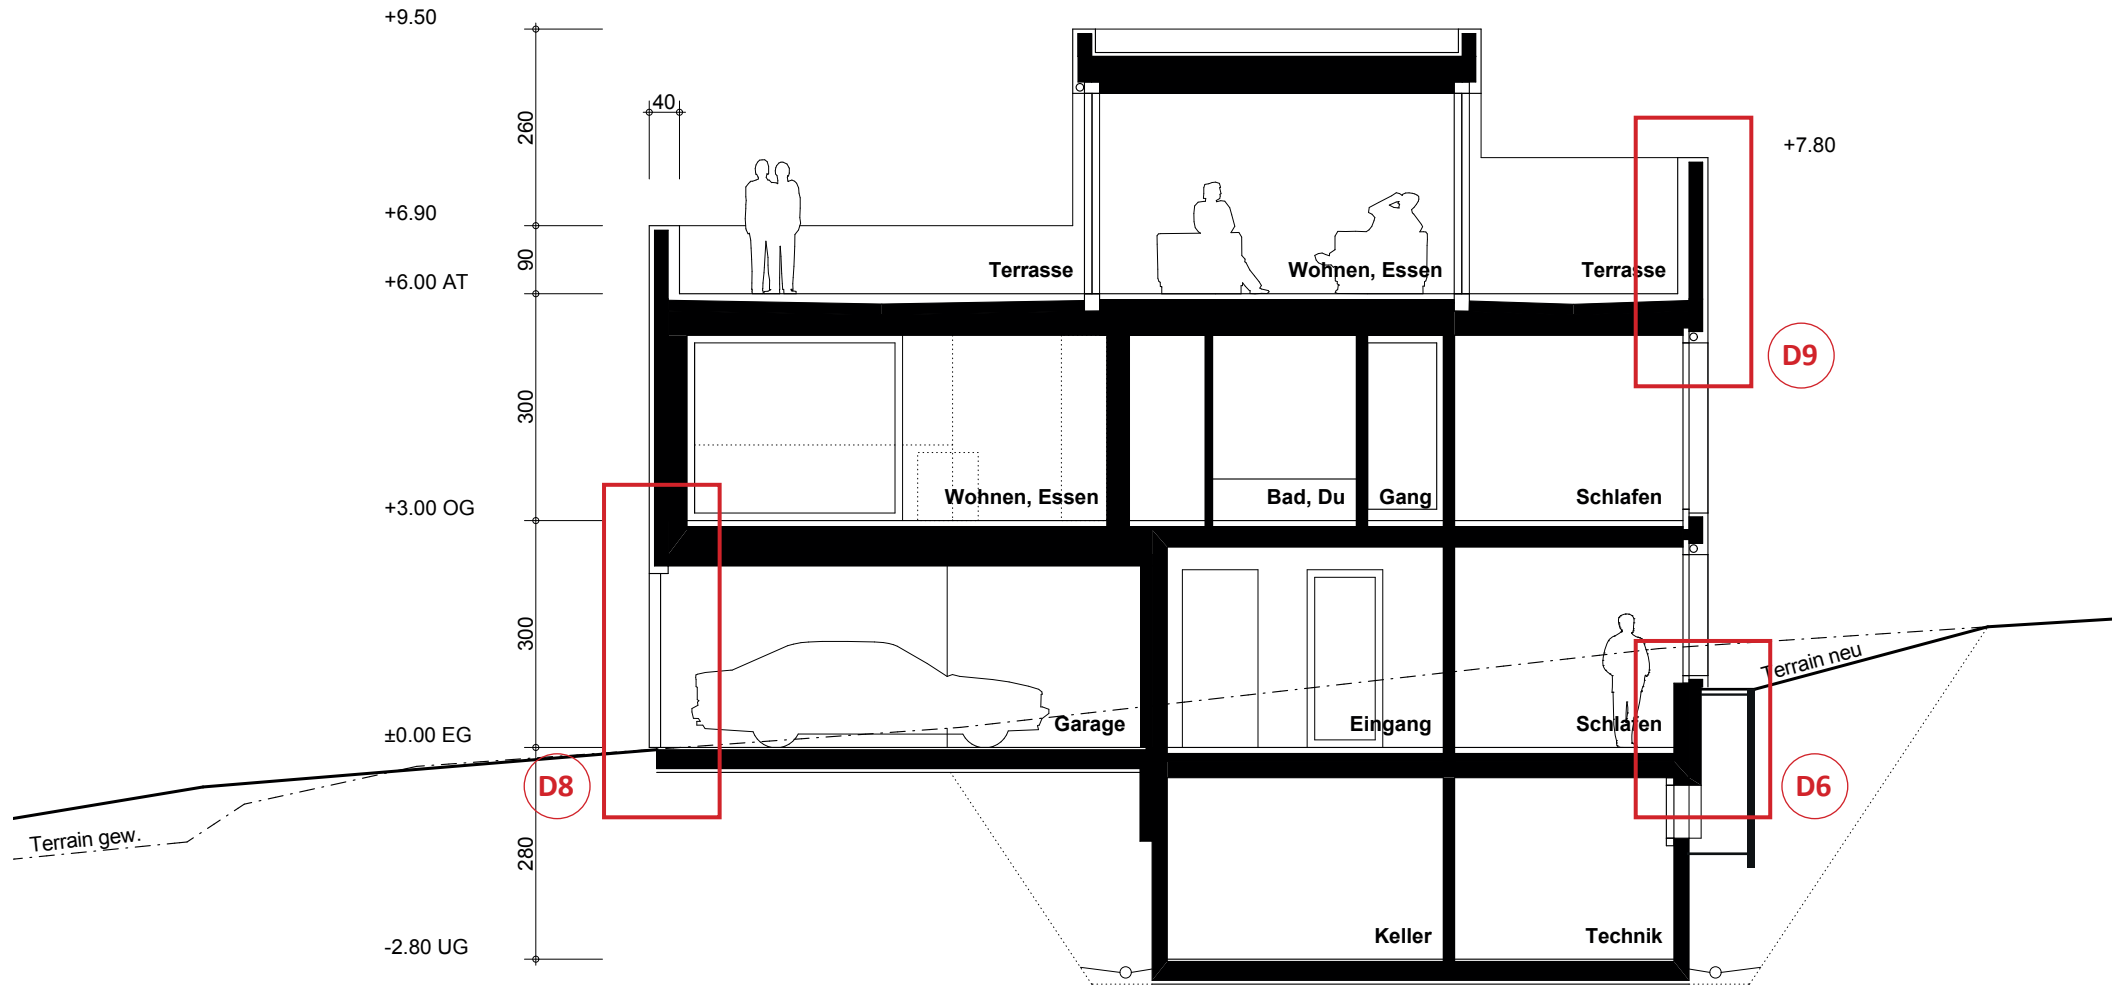 +9.50
40
260
+7.80
+6.90
90
+6.00 AT
Terrasse
Wohnen, Essen
Terrasse
D9
300
+3.00 OG
Wohnen, Essen
Bad, Du
Gang
Schlafen
300
Terrain neu
±0.00 EG
Garage
Eingang
Schlafen
D8
D6
Terrain gew.
280
-2.80 UG
Keller
Technik